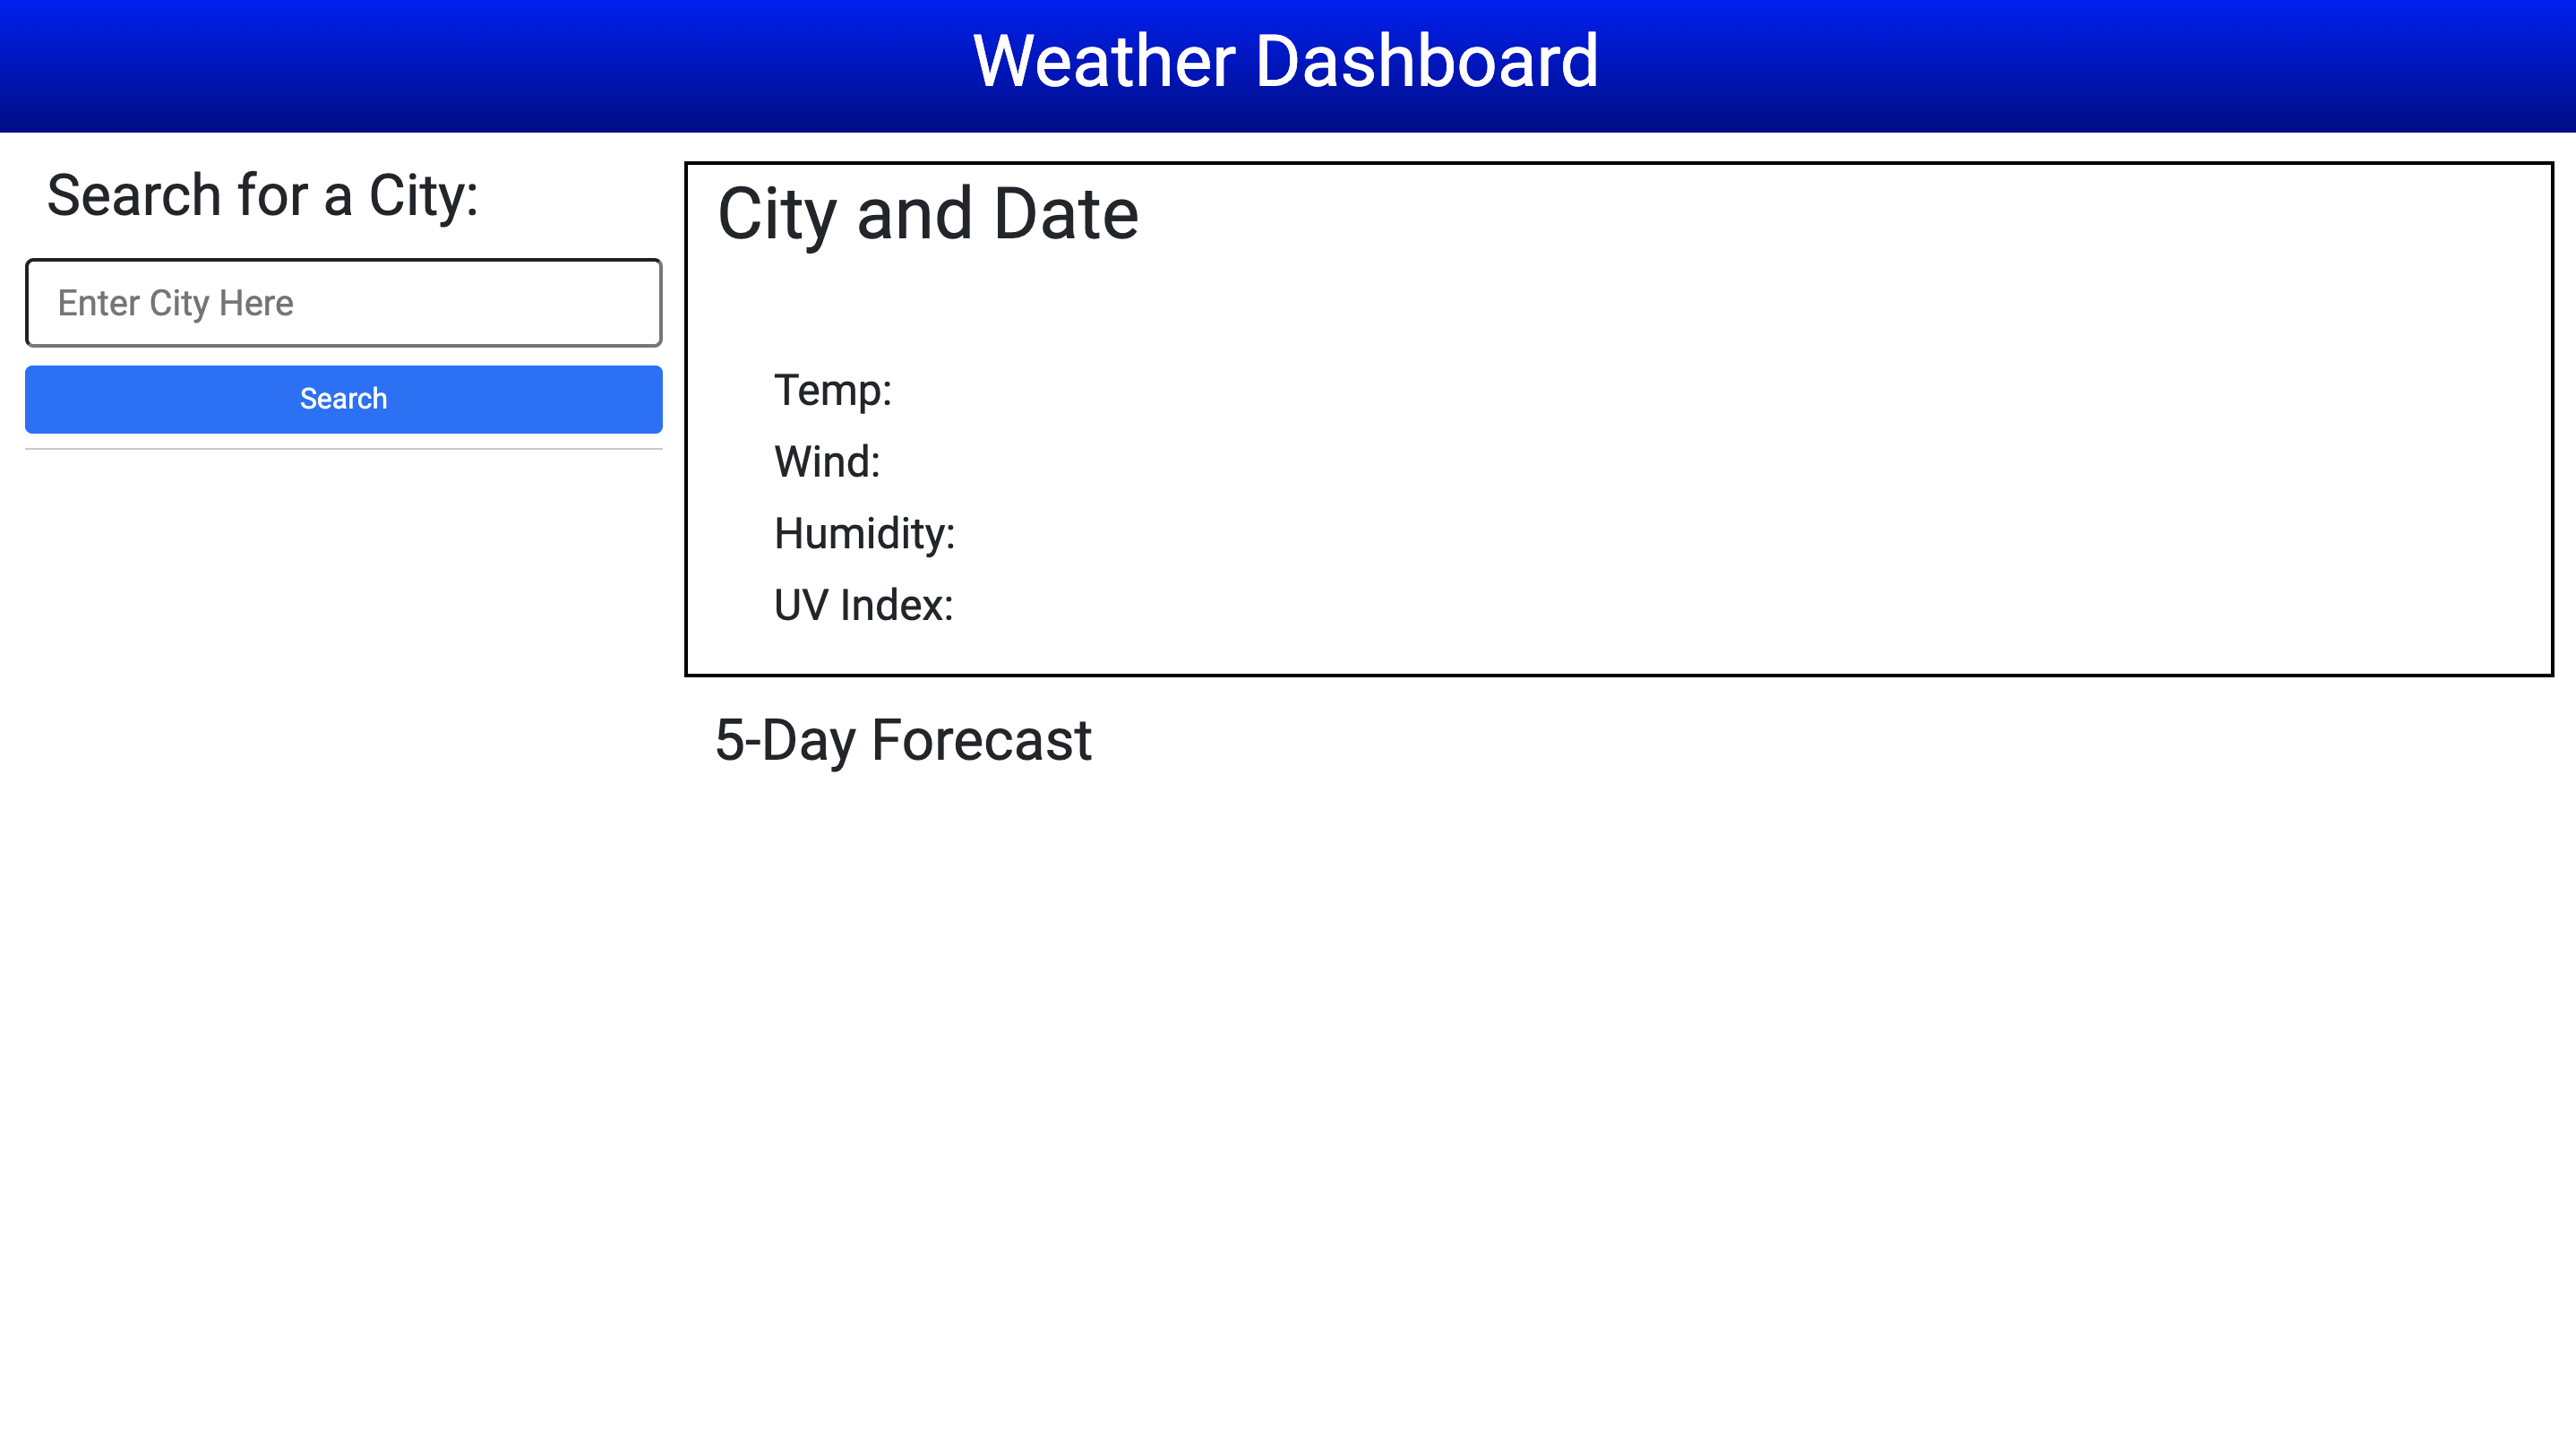 Weather Dashboard
Search for a City:
Enter City Here
Search
City and Date
Temp:
Wind:
Humidity:
UV Index:
5-Day Forecast